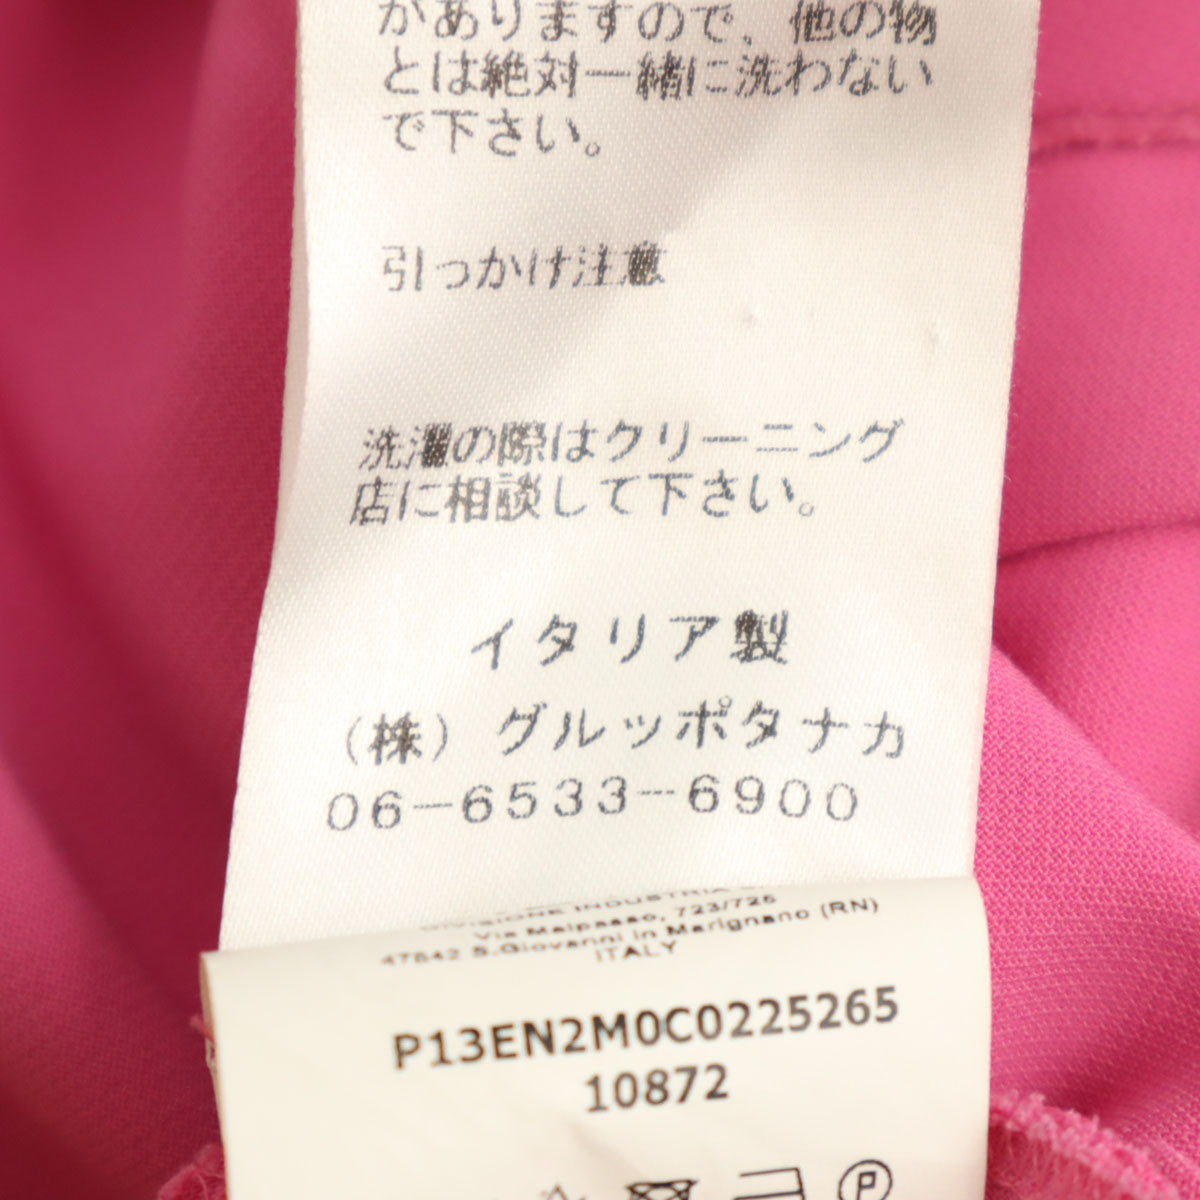 がありますので、他の物
とは絶対一緒に洗わない
で下さい。
引っかけ注意
洗濯の際はクリーニング
店に相談して下さい。
イタリア製
（株）グルッポタナカ
06-6533-6900
DIVISIONE INDUSTRIA
Via Malpasso, 723/725
47842 S.Giovanni in Marignano (RN)
ITALY
P13EN2M0C0225265
10872
P